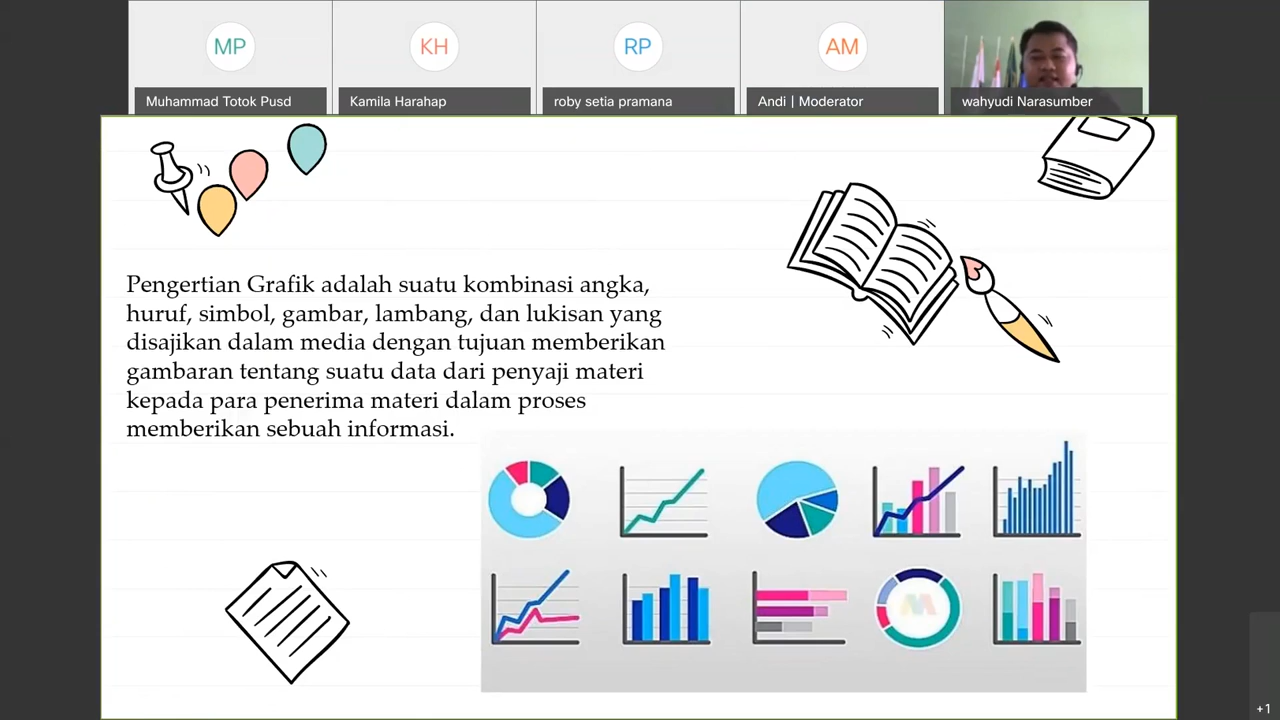 MP
KH
RP
AM
Muhammad Totok Pusd
Kamila Harahap
roby setia pramana
Andi | Moderator
wahyudi Narasumber
Pengertian Grafik adalah suatu kombinasi angka,
huruf, simbol, gambar, lambang, dan lukisan yang
disajikan dalam media dengan tujuan memberikan
gambaran tentang suatu data dari penyaji materi
kepada para penerima materi dalam proses
memberikan sebuah informasi.
+1